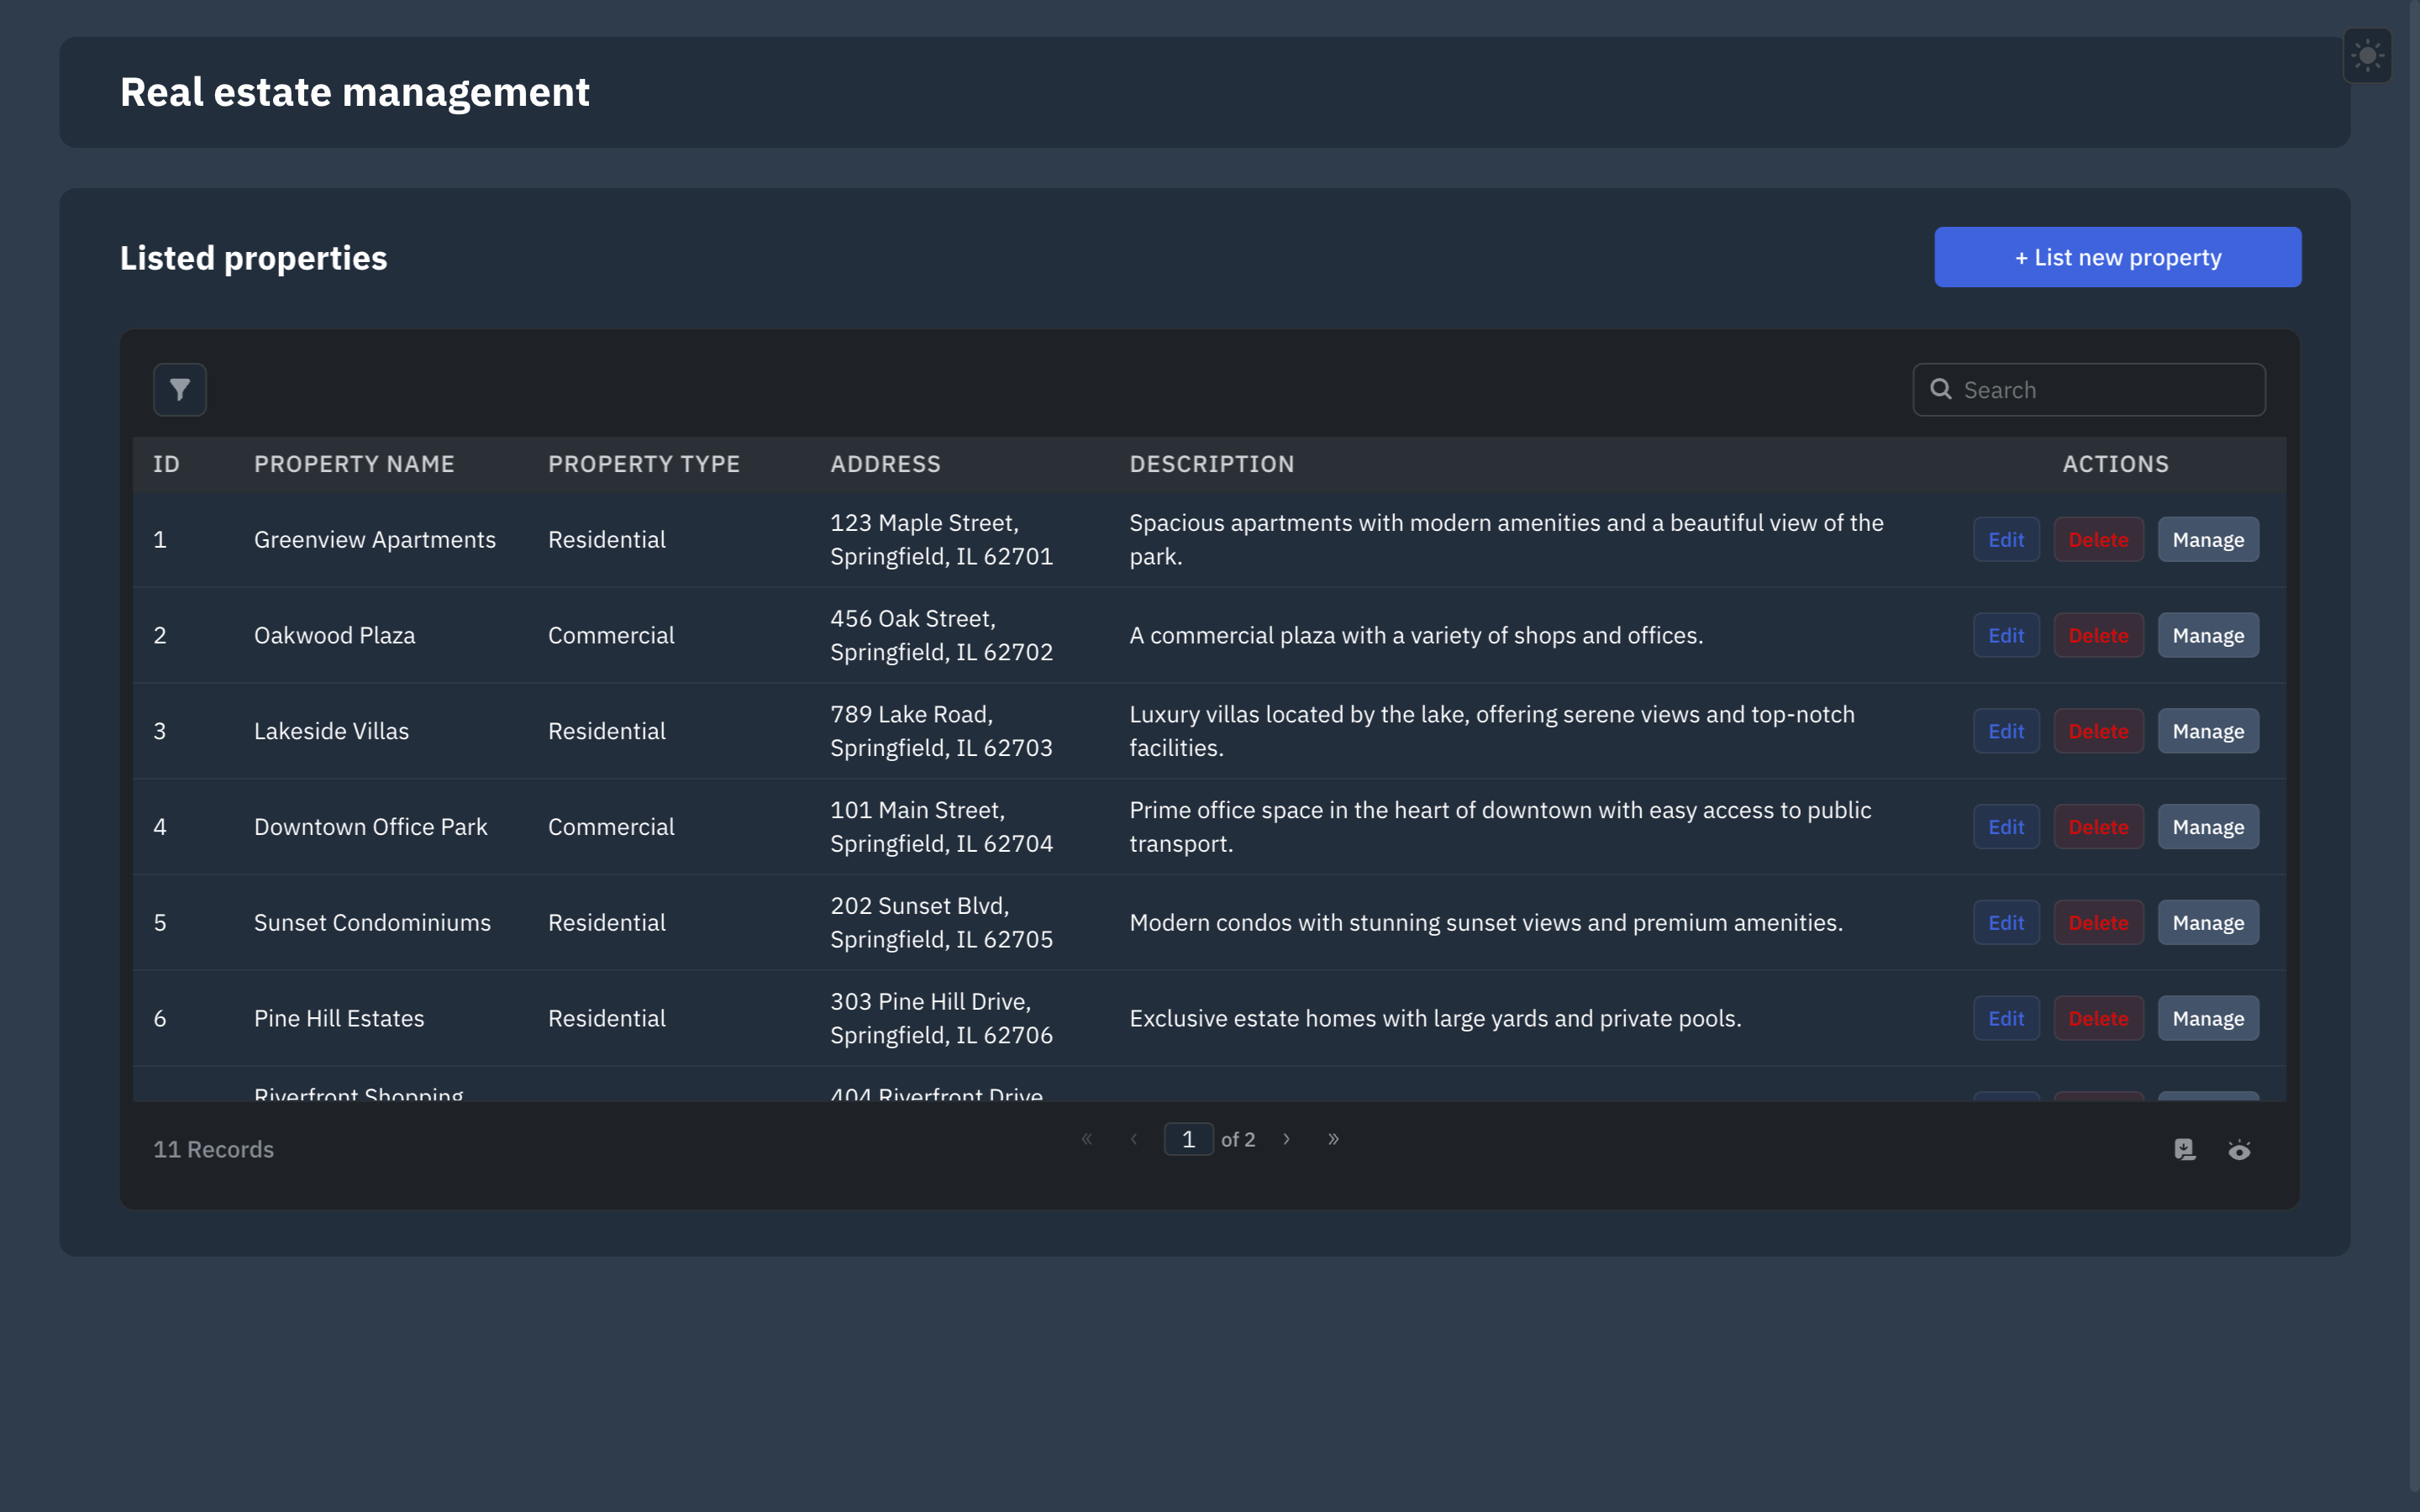 Real estate management
Listed properties
+ List new property
Search
ID PROPERTY NAME PROPERTY TYPE ADDRESS DESCRIPTION ACTIONS
1 Greenview Apartments Residential 123 Maple Street, Springfield, IL 62701 Spacious apartments with modern amenities and a beautiful view of the park. Edit Delete Manage
2 Oakwood Plaza Commercial 456 Oak Street, Springfield, IL 62702 A commercial plaza with a variety of shops and offices. Edit Delete Manage
3 Lakeside Villas Residential 789 Lake Road, Springfield, IL 62703 Luxury villas located by the lake, offering serene views and top-notch facilities. Edit Delete Manage
4 Downtown Office Park Commercial 101 Main Street, Springfield, IL 62704 Prime office space in the heart of downtown with easy access to public transport. Edit Delete Manage
5 Sunset Condominiums Residential 202 Sunset Blvd, Springfield, IL 62705 Modern condos with stunning sunset views and premium amenities. Edit Delete Manage
6 Pine Hill Estates Residential 303 Pine Hill Drive, Springfield, IL 62706 Exclusive estate homes with large yards and private pools. Edit Delete Manage
Riverfront Shopping 404 Riverfront Drive
11 Records « ‹ 1 of 2 › »